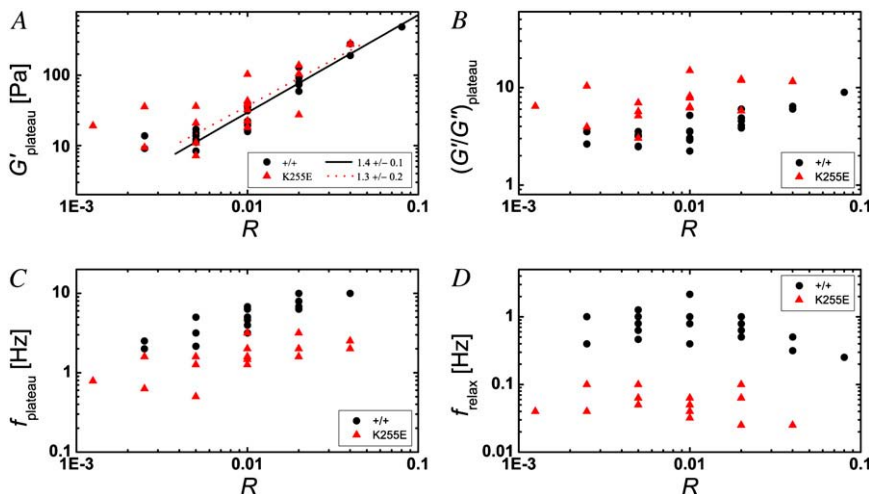 A
G′plateau [Pa]
100
10
1E-3 0.01 0.1
R
+/+ 1.4 +/− 0.1
K255E 1.3 +/− 0.2
B
(G′/G″)plateau
10
1
1E-3 0.01 0.1
R
+/+
K255E
C
fplateau [Hz]
10
1
0.1
1E-3 0.01 0.1
R
+/+
K255E
D
frelax [Hz]
1
0.1
0.01
1E-3 0.01 0.1
R
+/+
K255E